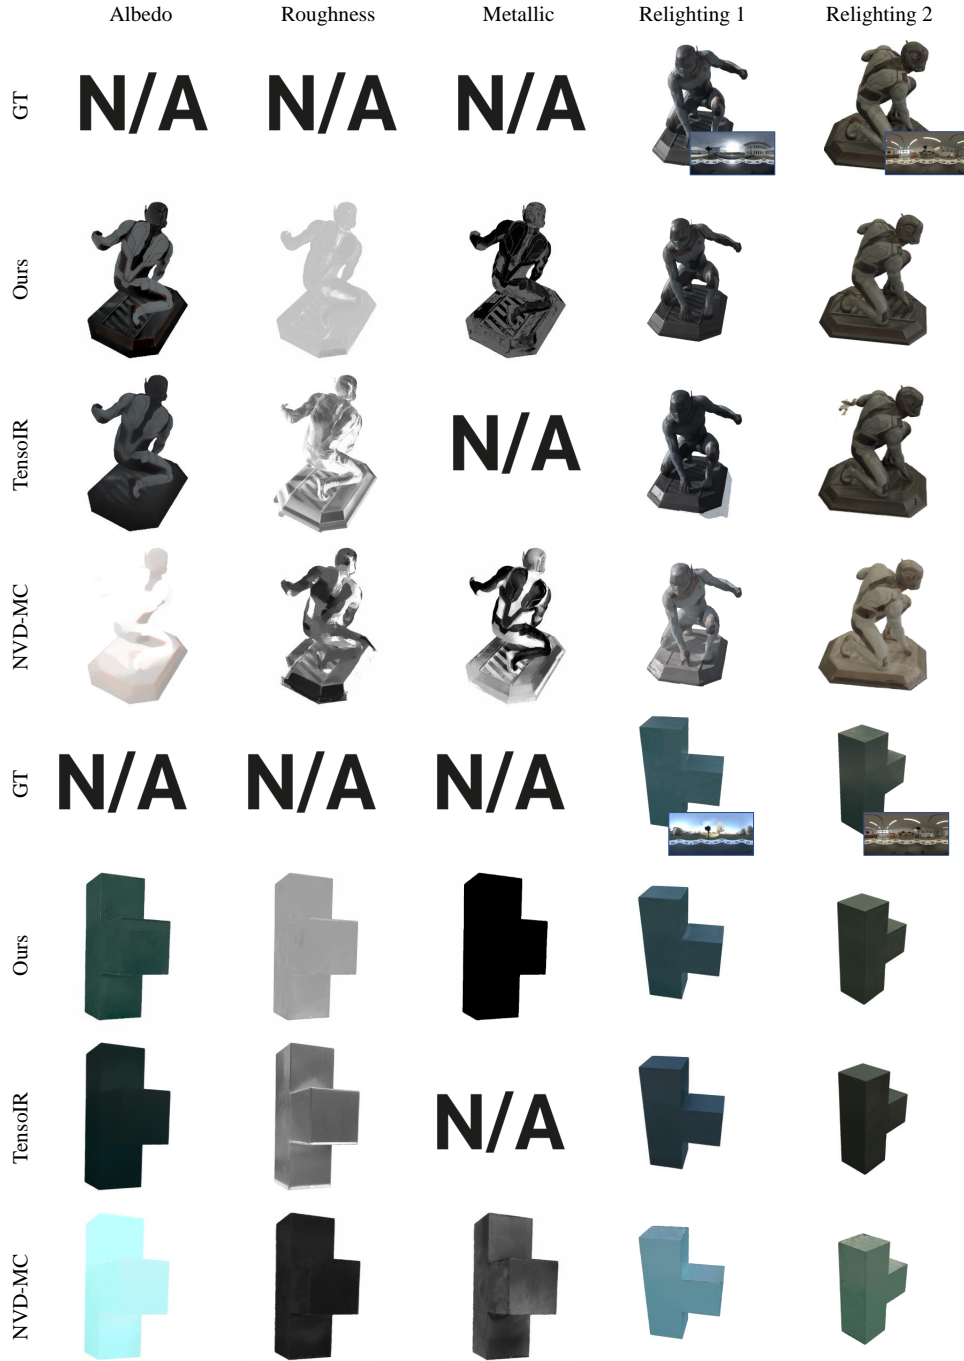 Albedo Roughness Metallic Relighting 1 Relighting 2
GT N/A N/A N/A
Ours
TensoIR N/A
NVD-MC
GT N/A N/A N/A
Ours
TensoIR N/A
NVD-MC